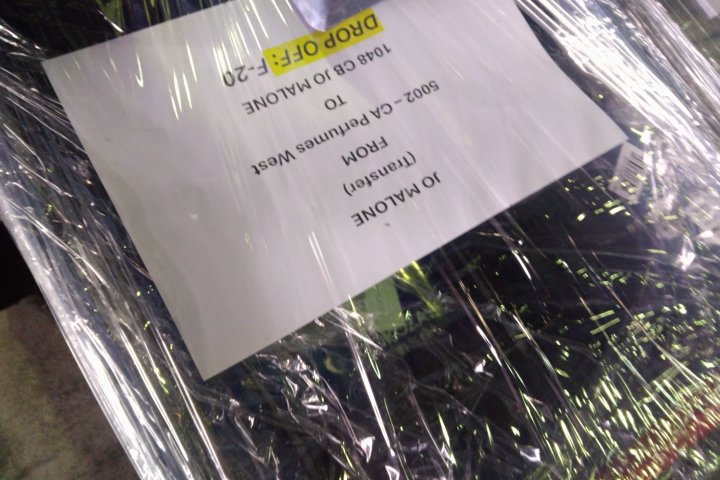 JO MALONE
(Transfer)
FROM
5002 – CA Perfumes West
TO
1048 CB JO MALONE
DROP OFF: F-20